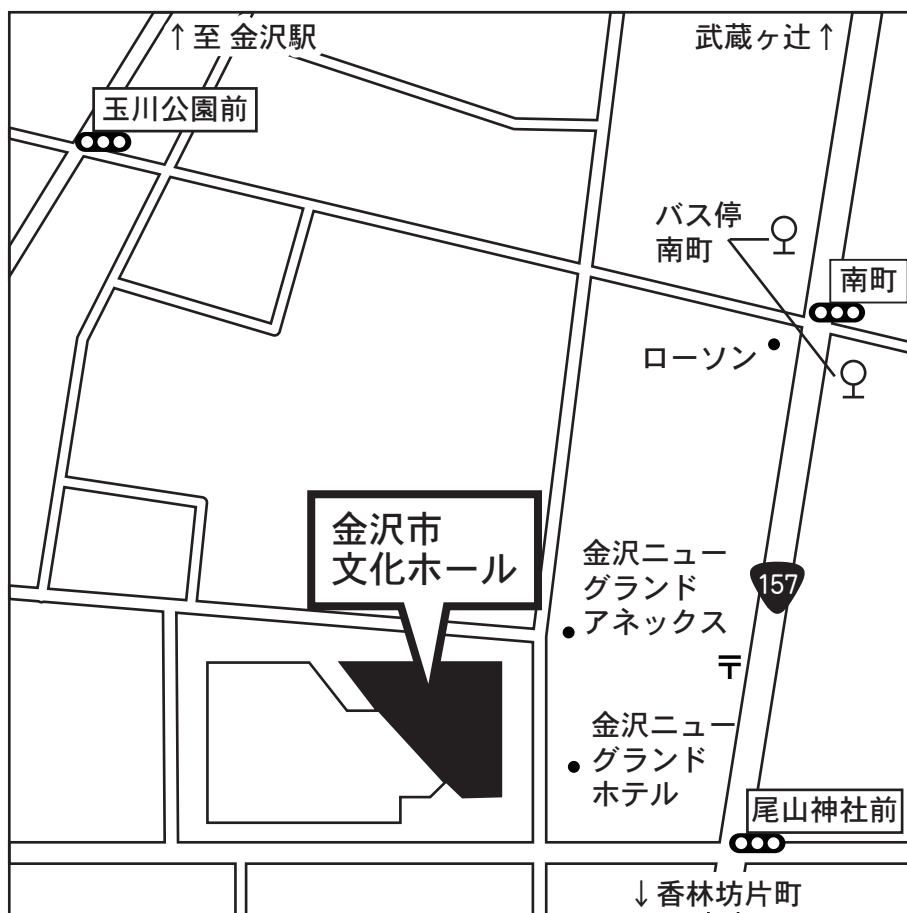 ↑至 金沢駅
武蔵ヶ辻↑
玉川公園前
バス停
南町
南町
ローソン
金沢市
文化ホール
金沢ニュー
グランド
アネックス
157
〒
金沢ニュー
グランド
ホテル
尾山神社前
↓香林坊片町